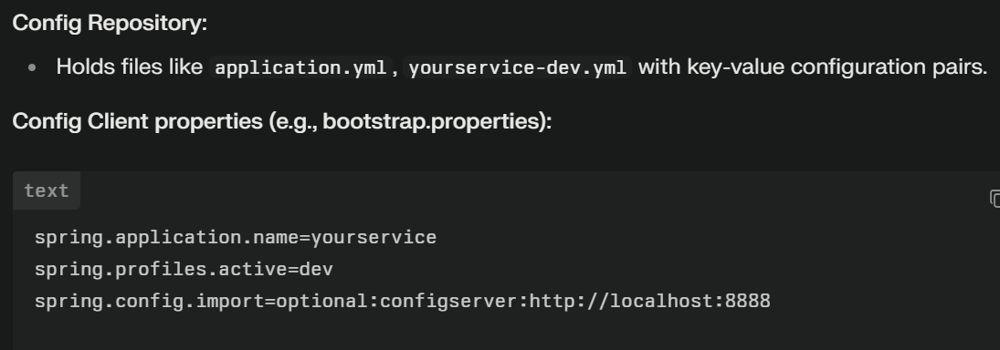 Config Repository:
Holds files like application.yml, yourservice-dev.yml with key-value configuration pairs.
Config Client properties (e.g., bootstrap.properties):
text
spring.application.name=yourservice
spring.profiles.active=dev
spring.config.import=optional:configserver:http://localhost:8888